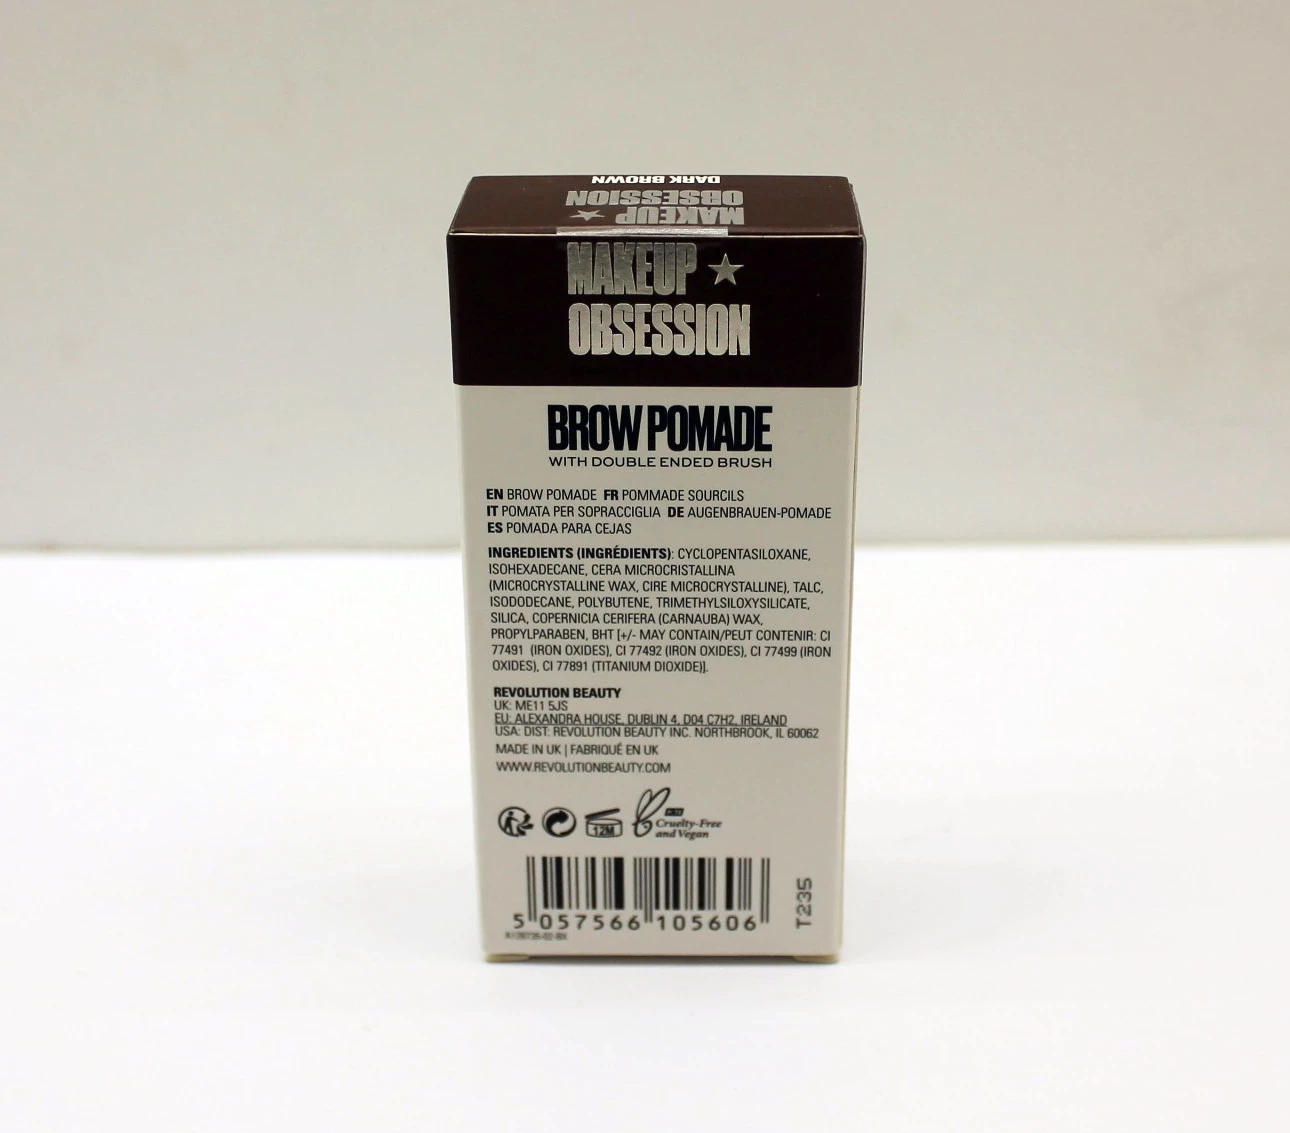 DARK BROWN
MAKEUP
OBSESSION
MAKEUP
OBSESSION
BROW POMADE
WITH DOUBLE ENDED BRUSH
EN BROW POMADE FR POMMADE SOURCILS
IT POMATA PER SOPRACCIGLIA DE AUGENBRAUEN-POMADE
ES POMADA PARA CEJAS
INGREDIENTS (INGRÉDIENTS): CYCLOPENTASILOXANE,
ISOHEXADECANE, CERA MICROCRISTALLINA
(MICROCRYSTALLINE WAX, CIRE MICROCRYSTALLINE), TALC,
ISODODECANE, POLYBUTENE, TRIMETHYLSILOXYSILICATE,
SILICA, COPERNICIA CERIFERA (CARNAUBA) WAX,
PROPYLPARABEN, BHT [+/- MAY CONTAIN/PEUT CONTENIR: CI
77491 (IRON OXIDES), CI 77492 (IRON OXIDES), CI 77499 (IRON
OXIDES), CI 77891 (TITANIUM DIOXIDE)].
REVOLUTION BEAUTY
UK: ME11 5JS
EU: ALEXANDRA HOUSE, DUBLIN 4, D04 C7H2, IRELAND
USA: DIST: REVOLUTION BEAUTY INC. NORTHBROOK, IL 60062
MADE IN UK | FABRIQUÉ EN UK
WWW.REVOLUTIONBEAUTY.COM
12M
Cruelty-Free
and Vegan
5 057566 105606
T235